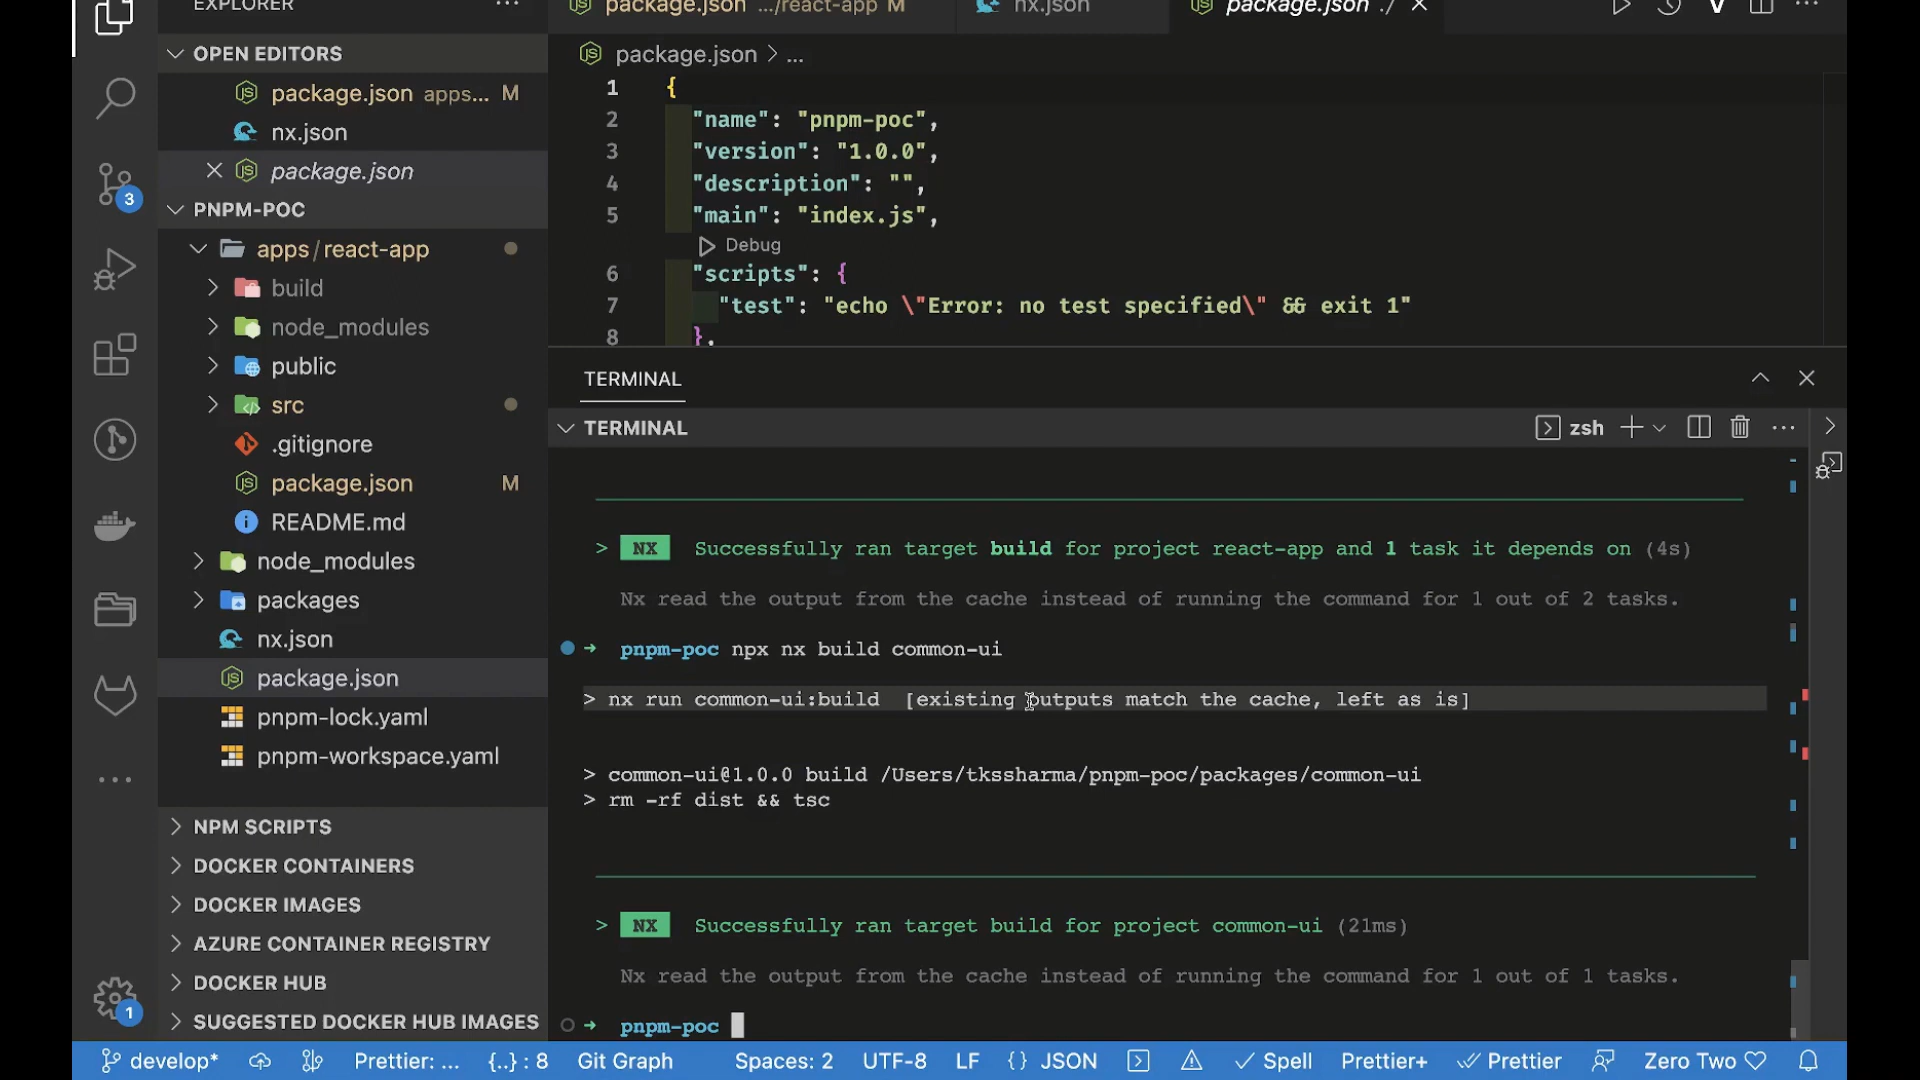 EXPLORER
OPEN EDITORS
package.json apps... M
nx.json
package.json
PNPM-POC
apps/react-app
build
node_modules
public
src
.gitignore
package.json M
README.md
node_modules
packages
nx.json
package.json
pnpm-lock.yaml
pnpm-workspace.yaml
NPM SCRIPTS
DOCKER CONTAINERS
DOCKER IMAGES
AZURE CONTAINER REGISTRY
DOCKER HUB
SUGGESTED DOCKER HUB IMAGES
3
1
package.json .../react-app M
nx.json
package.json ./
package.json > ...
1 {
2 "name": "pnpm-poc",
3 "version": "1.0.0",
4 "description": "",
5 "main": "index.js",
Debug
6 "scripts": {
7 "test": "echo \"Error: no test specified\" && exit 1"
8 },
TERMINAL
TERMINAL
zsh
> NX Successfully ran target build for project react-app and 1 task it depends on (4s)
Nx read the output from the cache instead of running the command for 1 out of 2 tasks.
➜ pnpm-poc npx nx build common-ui
> nx run common-ui:build [existing outputs match the cache, left as is]
> common-ui@1.0.0 build /Users/tkssharma/pnpm-poc/packages/common-ui
> rm -rf dist && tsc
> NX Successfully ran target build for project common-ui (21ms)
Nx read the output from the cache instead of running the command for 1 out of 1 tasks.
➜ pnpm-poc
develop* Prettier: ... {..} : 8 Git Graph Spaces: 2 UTF-8 LF {} JSON Spell Prettier+ Prettier Zero Two